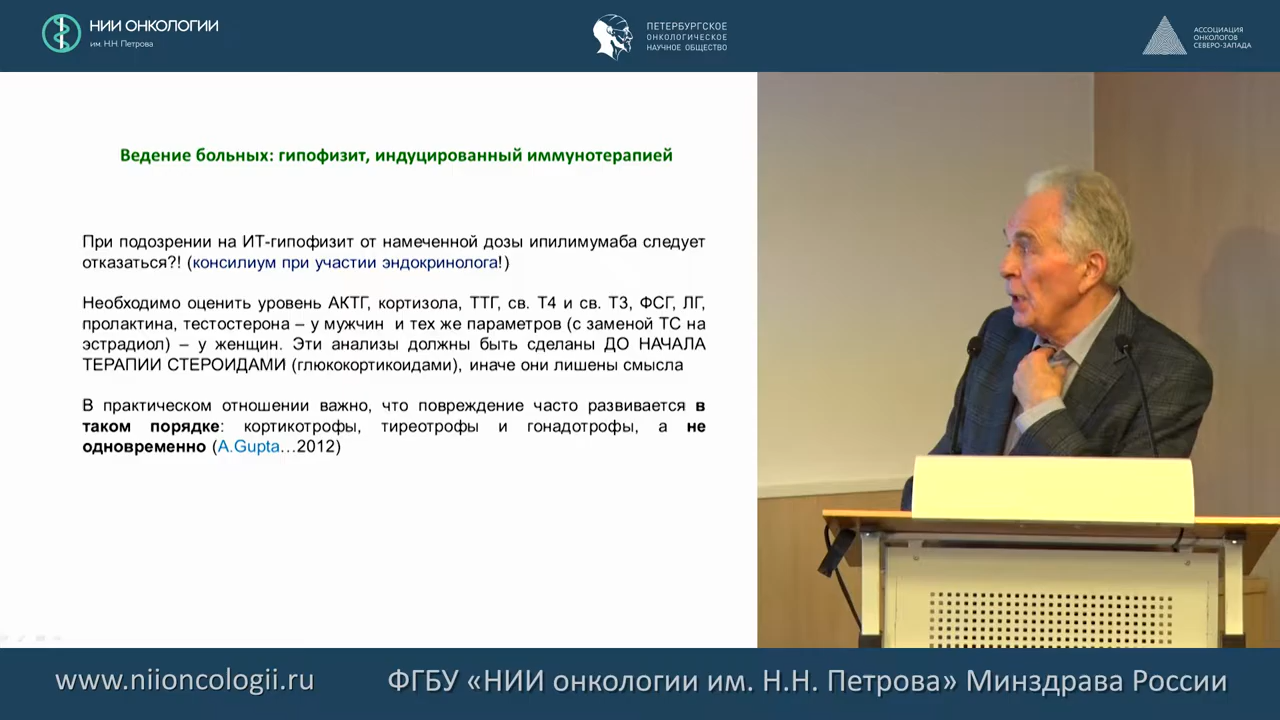 НИИ ОНКОЛОГИИ
им. Н.Н. Петрова
ПЕТЕРБУРГСКОЕ
ОНКОЛОГИЧЕСКОЕ
НАУЧНОЕ ОБЩЕСТВО
АССОЦИАЦИЯ
ОНКОЛОГОВ
СЕВЕРО-ЗАПАДА
Ведение больных: гипофизит, индуцированный иммунотерапией
При подозрении на ИТ-гипофизит от намеченной дозы ипилимумаба следует
отказаться?! (консилиум при участии эндокринолога!)
Необходимо оценить уровень АКТГ, кортизола, ТТГ, св. Т4 и св. Т3, ФСГ, ЛГ,
пролактина, тестостерона – у мужчин и тех же параметров (с заменой ТС на
эстрадиол) – у женщин. Эти анализы должны быть сделаны ДО НАЧАЛА
ТЕРАПИИ СТЕРОИДАМИ (глюкокортикоидами), иначе они лишены смысла
В практическом отношении важно, что повреждение часто развивается в
таком порядке: кортикотрофы, тиреотрофы и гонадотрофы, а не
одновременно (A.Gupta…2012)
www.niioncologii.ru
ФГБУ «НИИ онкологии им. Н.Н. Петрова» Минздрава России